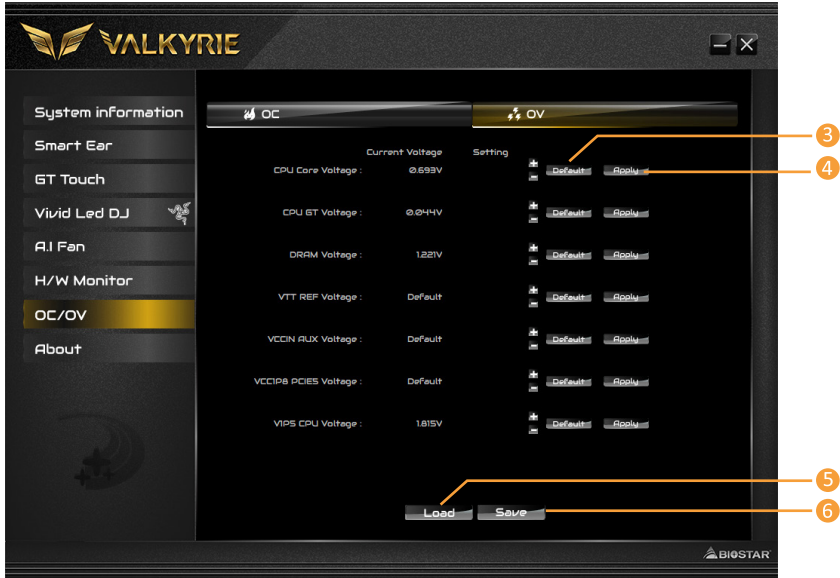 VALKYRIE
System information
Smart Ear
GT Touch
Vivid Led DJ
A.I Fan
H/W Monitor
OC/OV
About
OC
OV
Current Voltage Setting
CPU Core Voltage : 0.693V + - Default Apply
CPU GT Voltage : 0.044V + - Default Apply
DRAM Voltage : 1.221V + - Default Apply
VTT REF Voltage : Default + - Default Apply
VCCIN AUX Voltage : Default + - Default Apply
VCC1P8 PCIE5 Voltage : Default + - Default Apply
V1P5 CPU Voltage : 1.815V + - Default Apply
Load Save
BIOSTAR
3
4
5
6